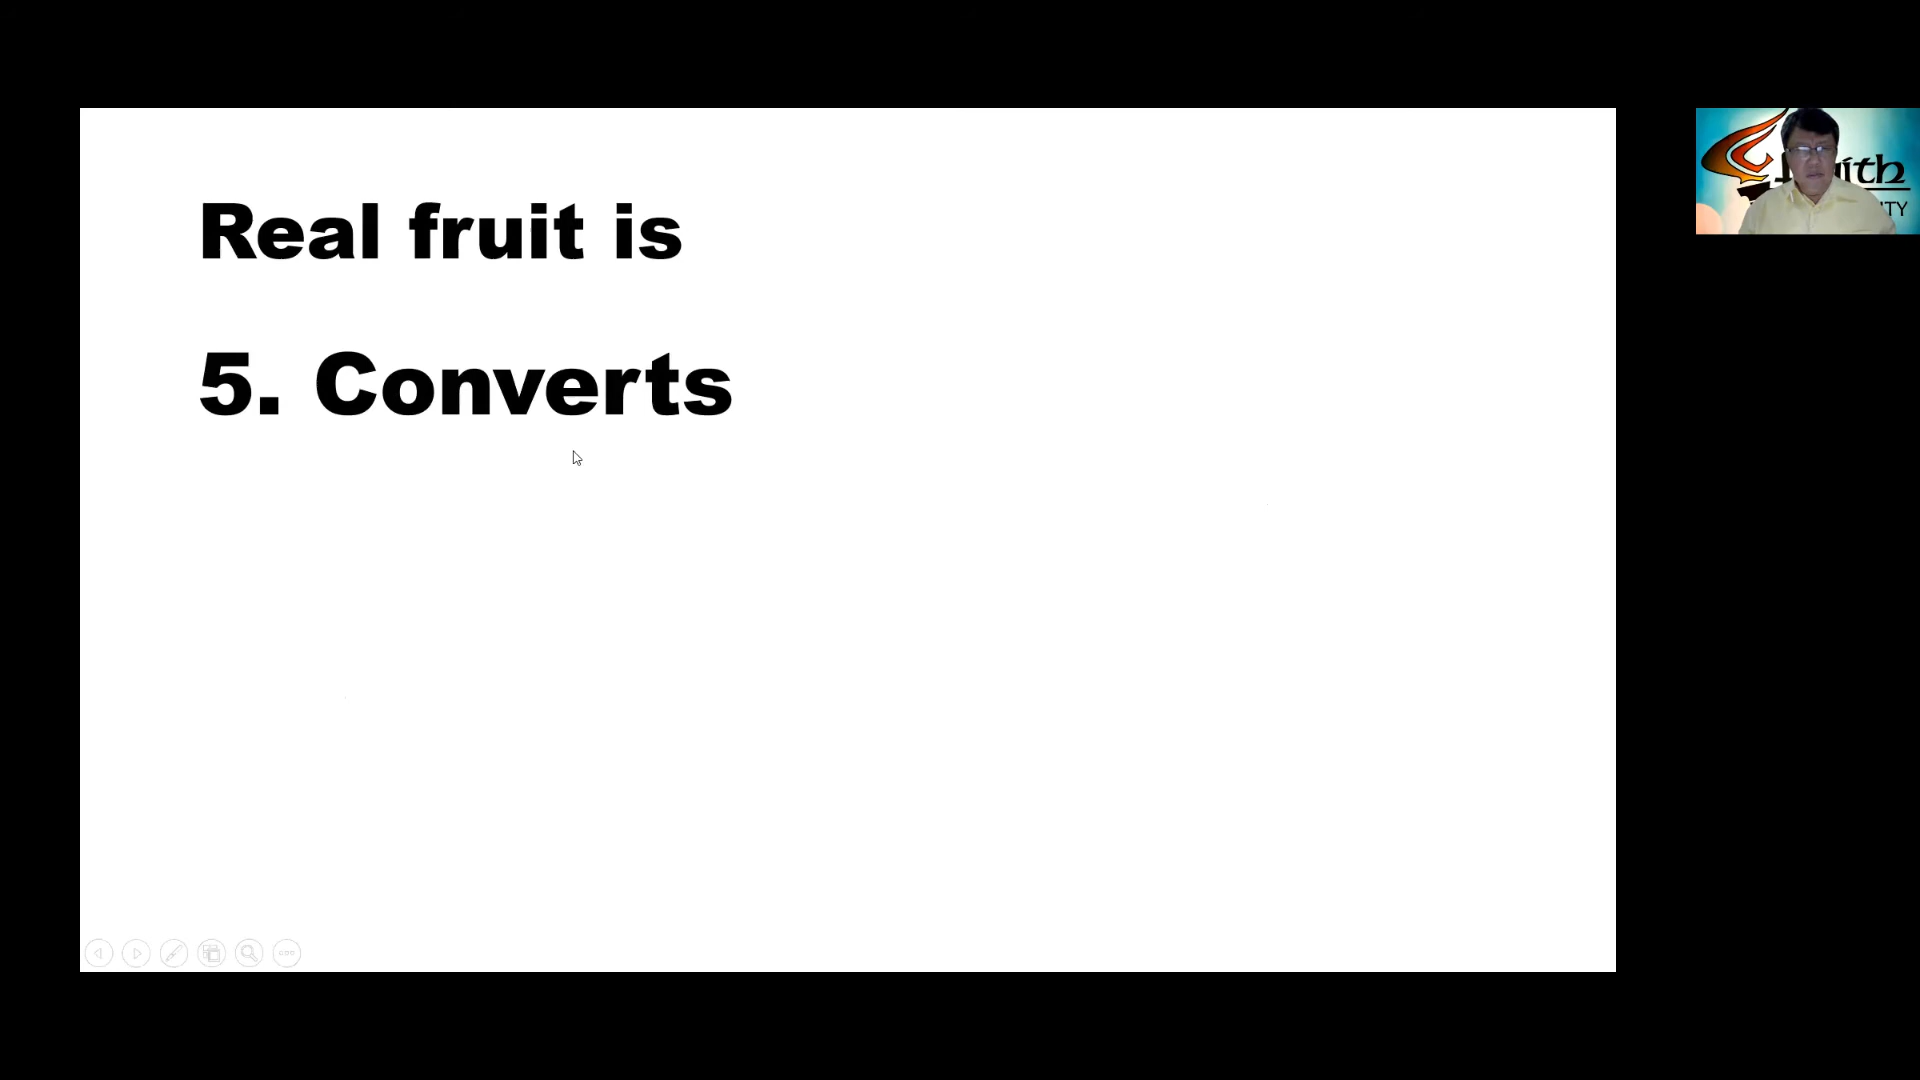 Real fruit is
5. Converts